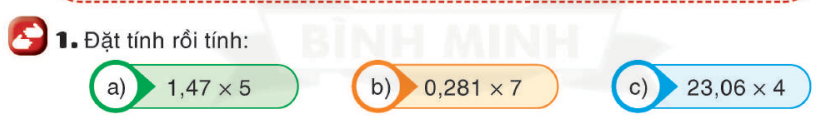 BÌNH MINH
1. Đặt tính rồi tính:
a) 1,47 × 5 b) 0,281 × 7 c) 23,06 × 4